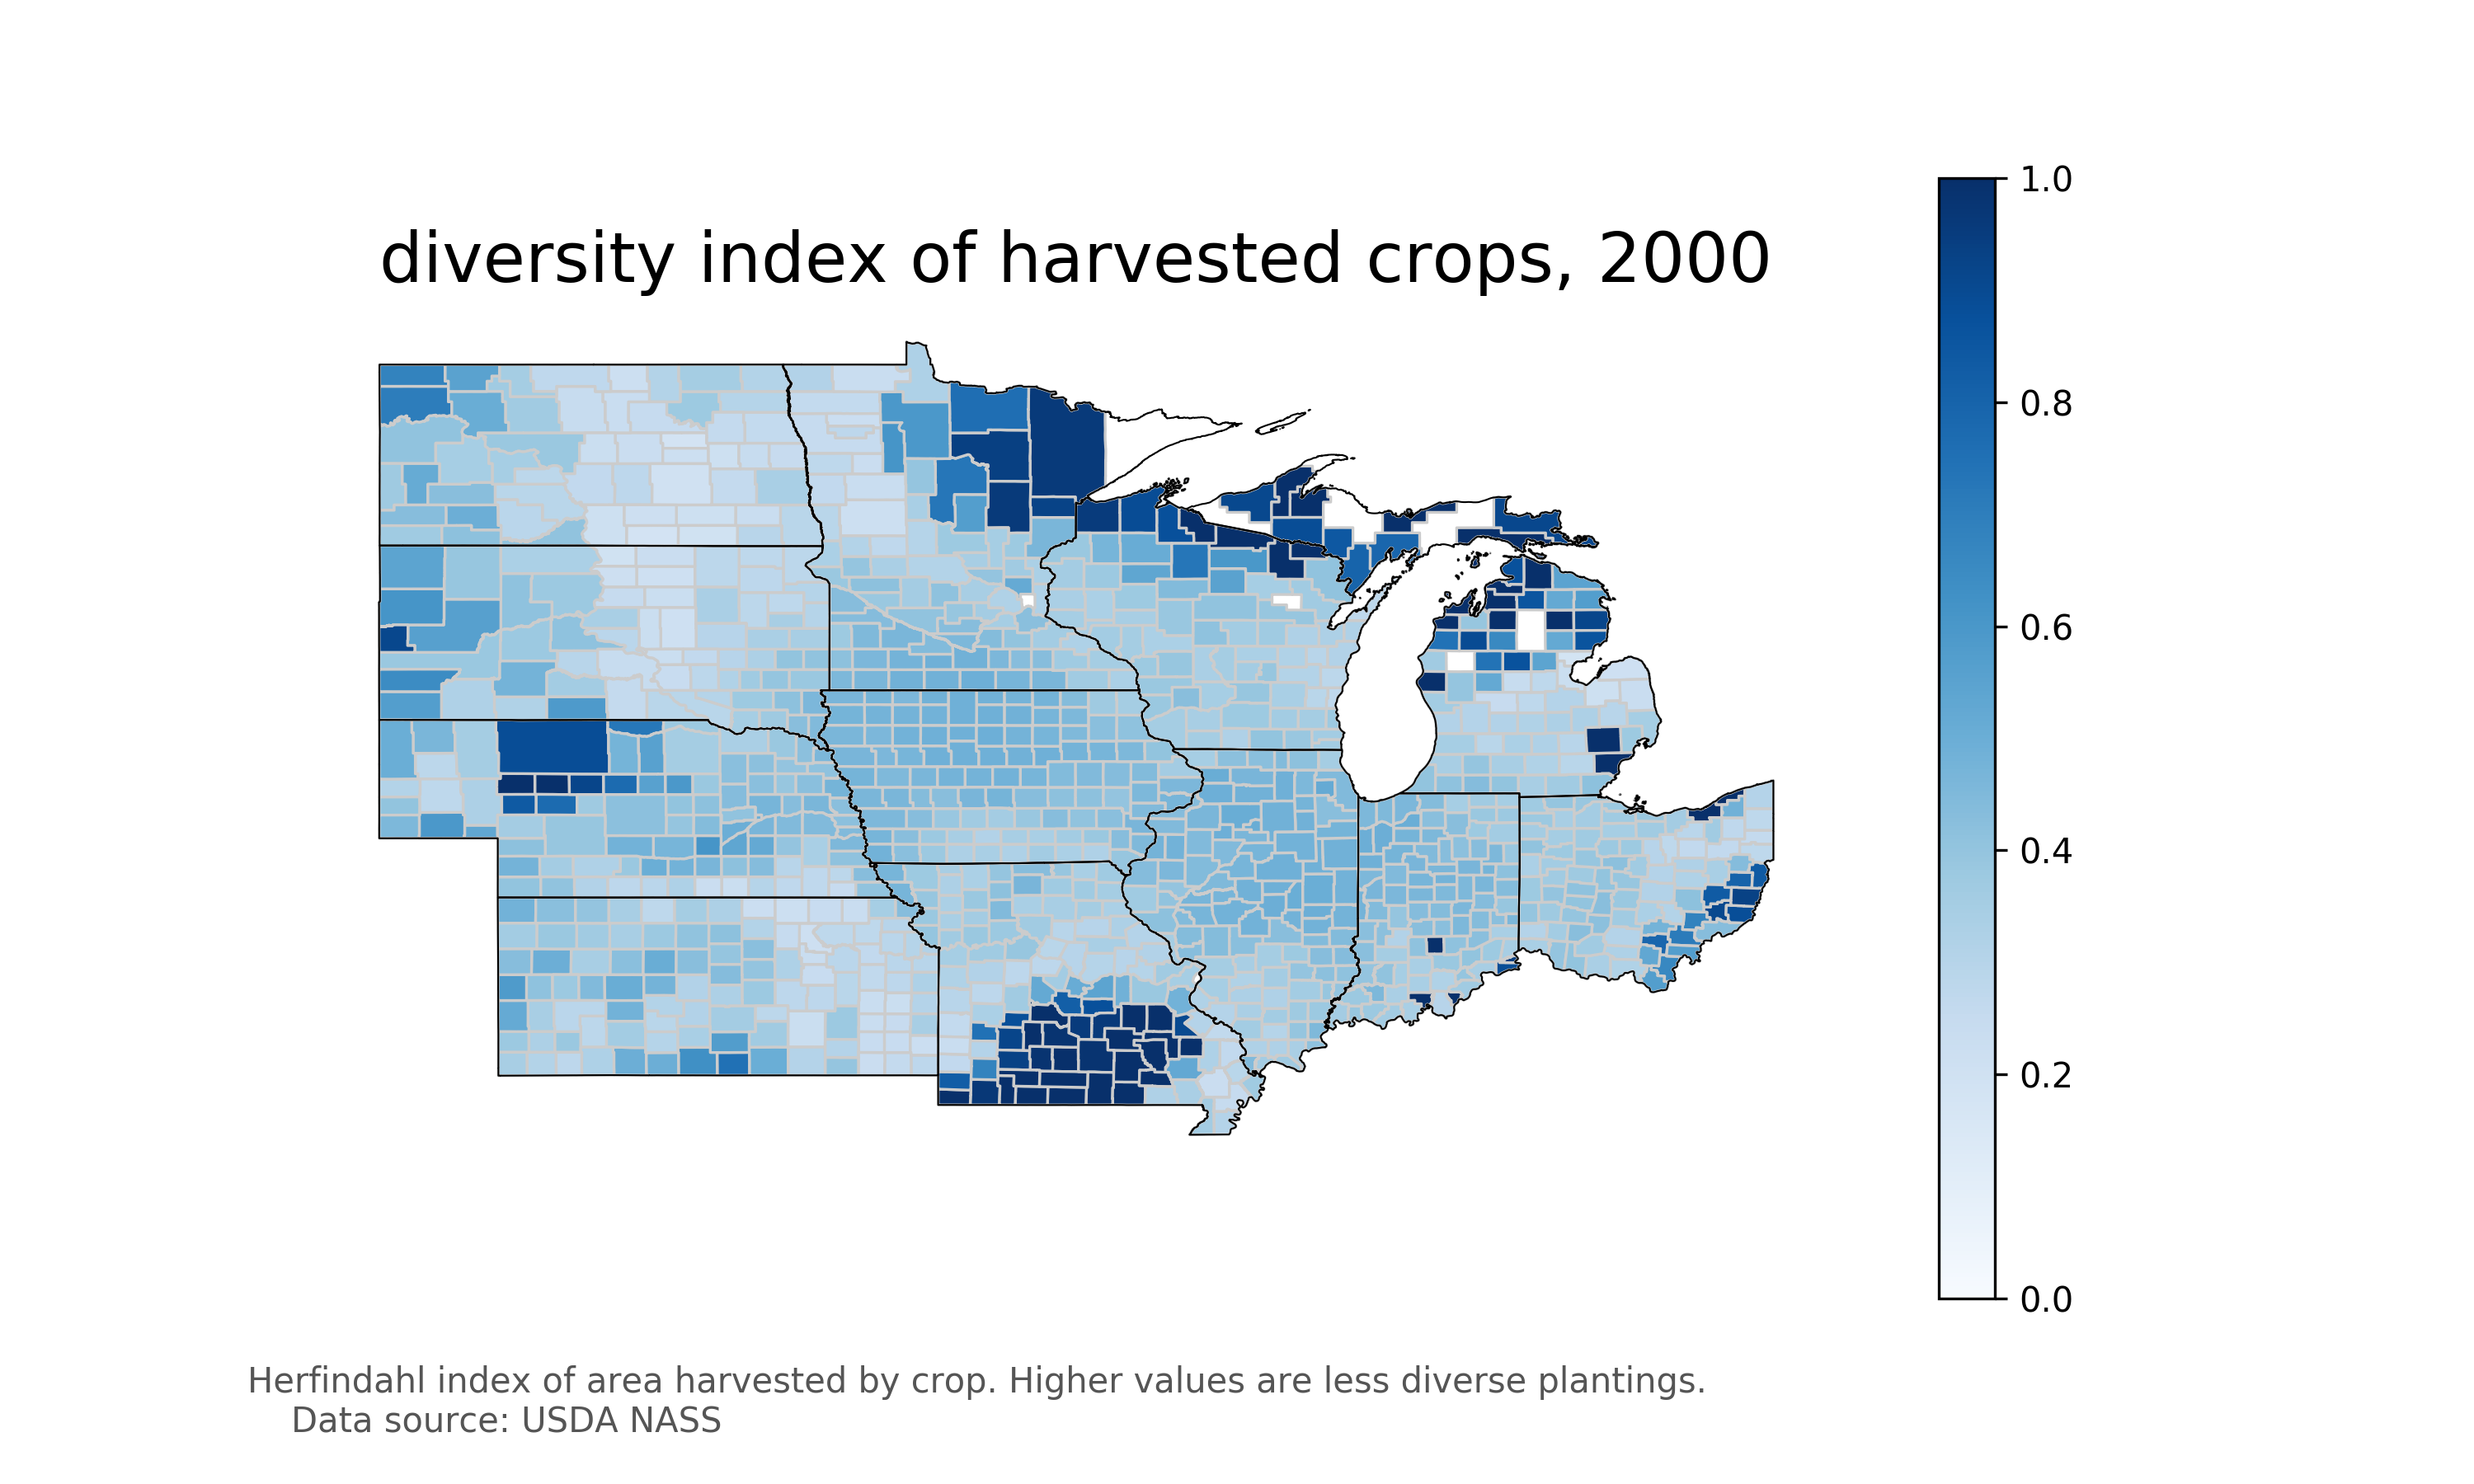 diversity index of harvested crops, 2000
1.0
0.8
0.6
0.4
0.2
0.0
Herfindahl index of area harvested by crop. Higher values are less diverse plantings.
Data source: USDA NASS